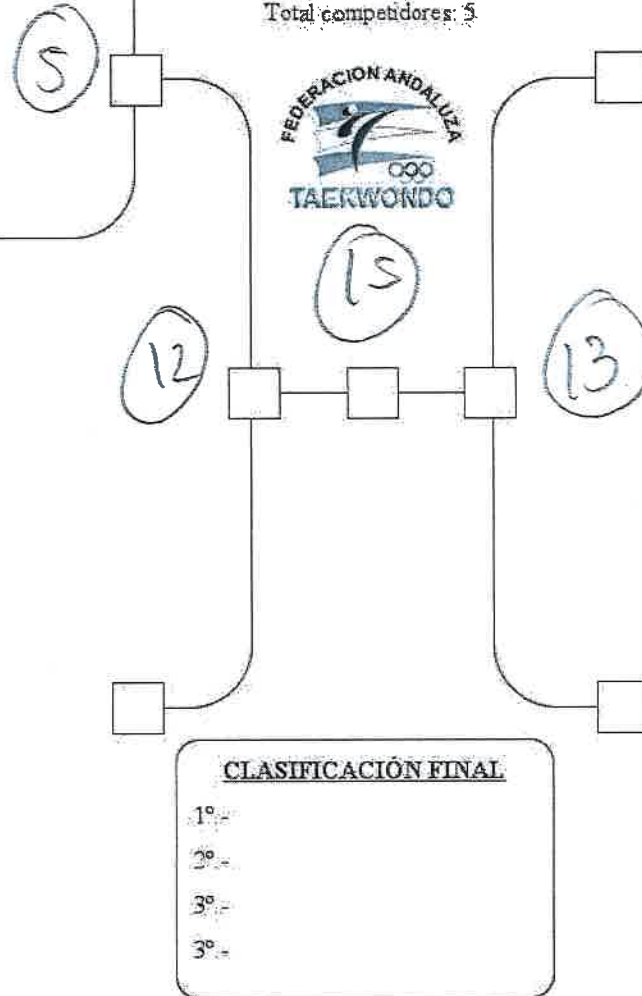 Total competidores: 5
5
FEDERACION ANDALUZA
TAEKWONDO
15
12
13
CLASIFICACIÓN FINAL
1º.-
2º.-
3º.-
3º.-